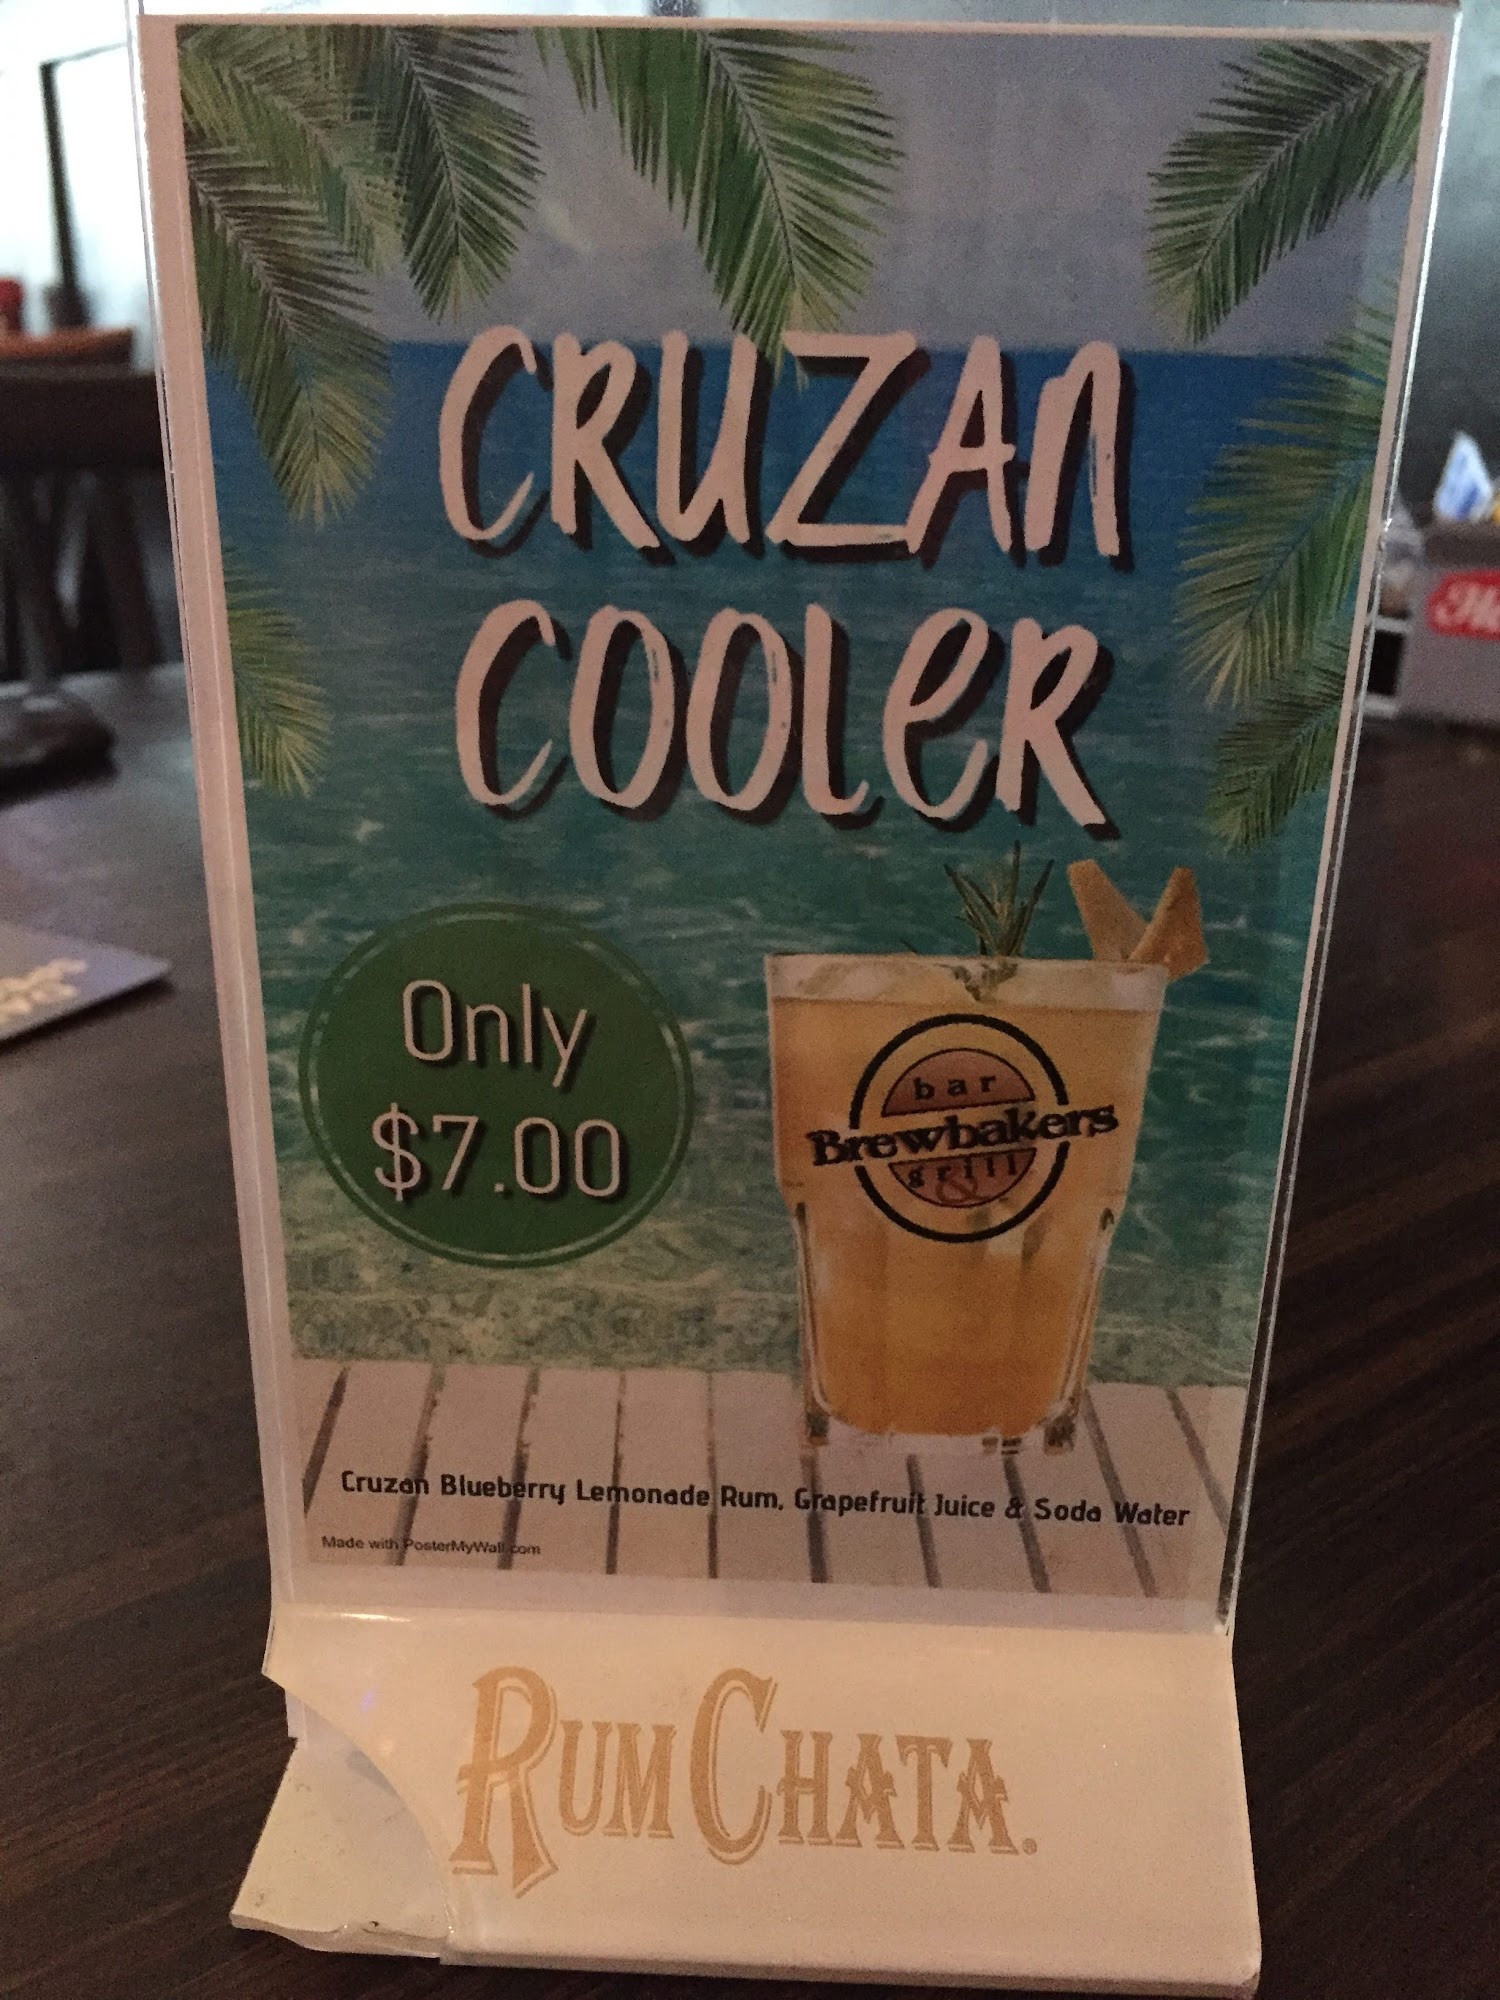 CRUZAN
COOLER
Only
$7.00
bar
Brewbakers
grill
&
Cruzan Blueberry Lemonade Rum, Grapefruit Juice & Soda Water
Made with PosterMyWall.com
RUMCHATA®